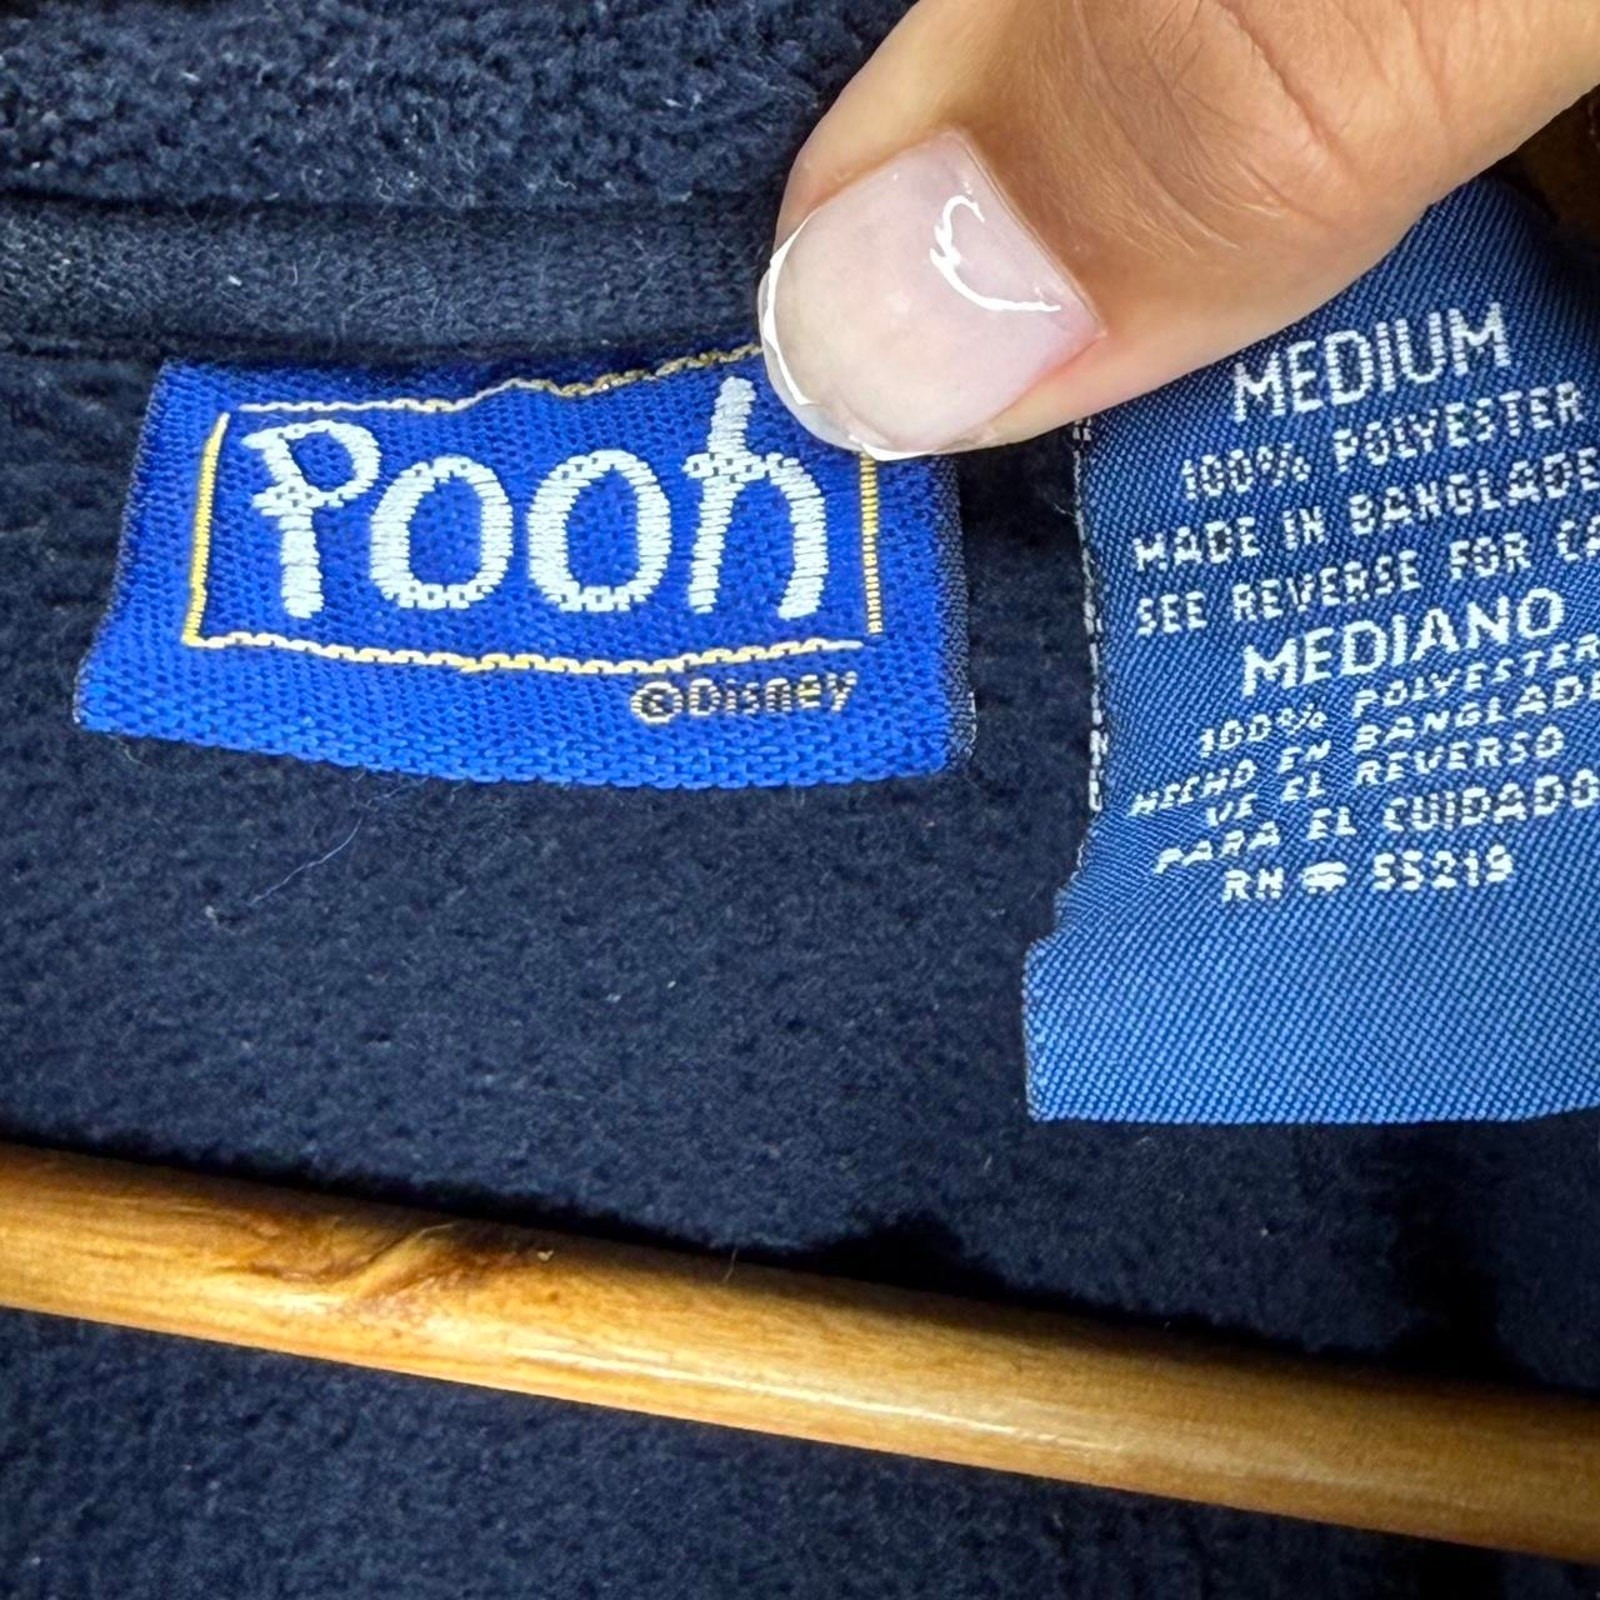 Pooh
©Disney
MEDIUM
100% POLYESTER
MADE IN BANGLADE
SEE REVERSE FOR CA
MEDIANO
100% POLYESTER
HECHO EN BANGLADE
VE EL REVERSO
PARA EL CUIDADO
RN 55219